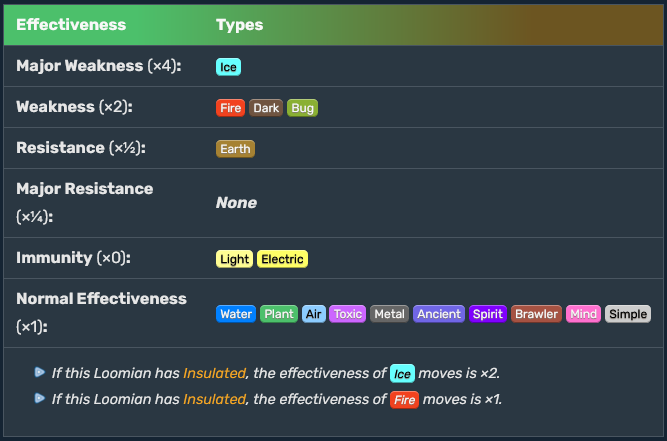 Effectiveness Types
Major Weakness (×4): Ice
Weakness (×2): Fire Dark Bug
Resistance (×½): Earth
Major Resistance
(×¼): None
Immunity (×0): Light Electric
Normal Effectiveness
(×1): Water Plant Air Toxic Metal Ancient Spirit Brawler Mind Simple
If this Loomian has Insulated, the effectiveness of Ice moves is ×2.
If this Loomian has Insulated, the effectiveness of Fire moves is ×1.